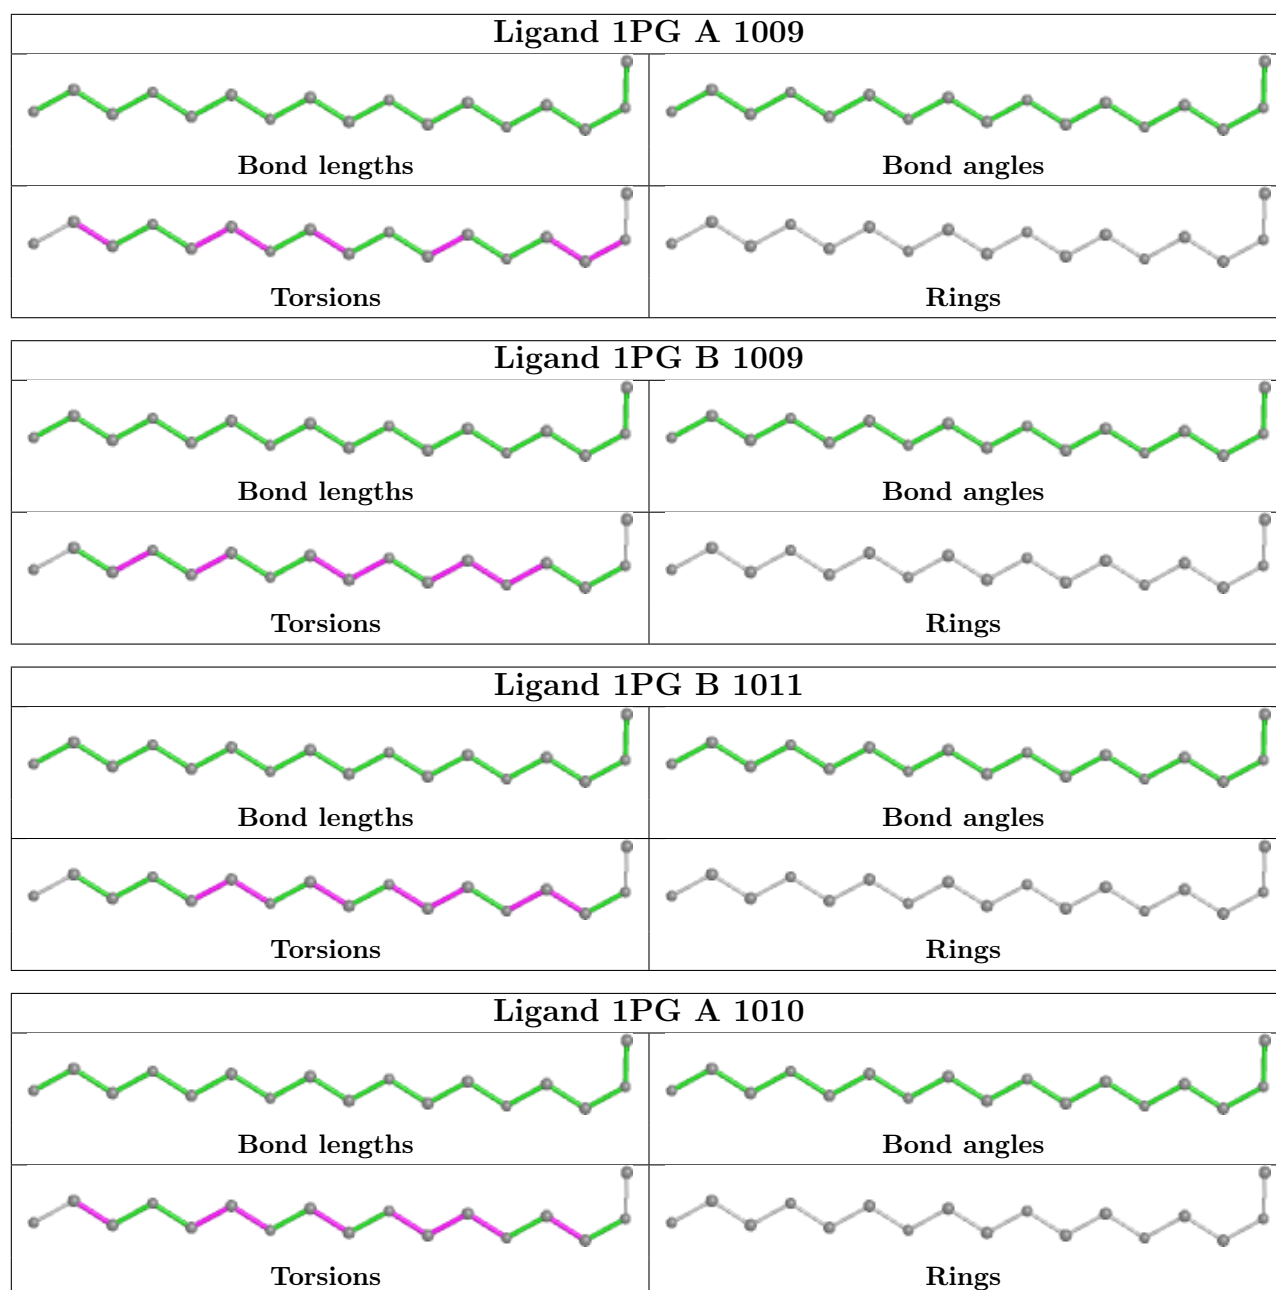 Ligand 1PG A 1009
Bond lengths Bond angles
Torsions Rings
Ligand 1PG B 1009
Bond lengths Bond angles
Torsions Rings
Ligand 1PG B 1011
Bond lengths Bond angles
Torsions Rings
Ligand 1PG A 1010
Bond lengths Bond angles
Torsions Rings